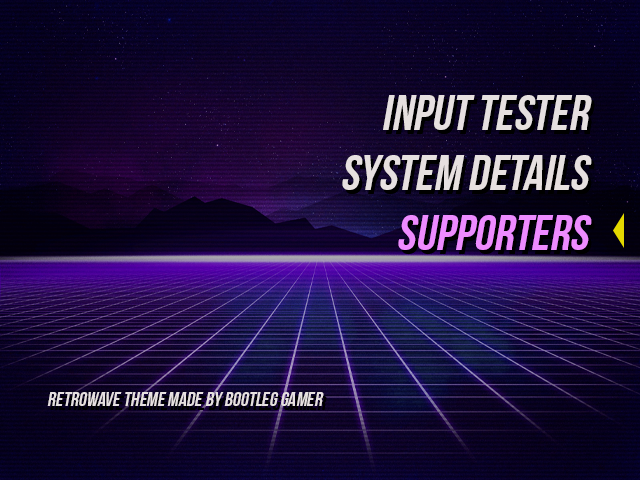 INPUT TESTER
SYSTEM DETAILS
SUPPORTERS
RETROWAVE THEME MADE BY BOOTLEG GAMER